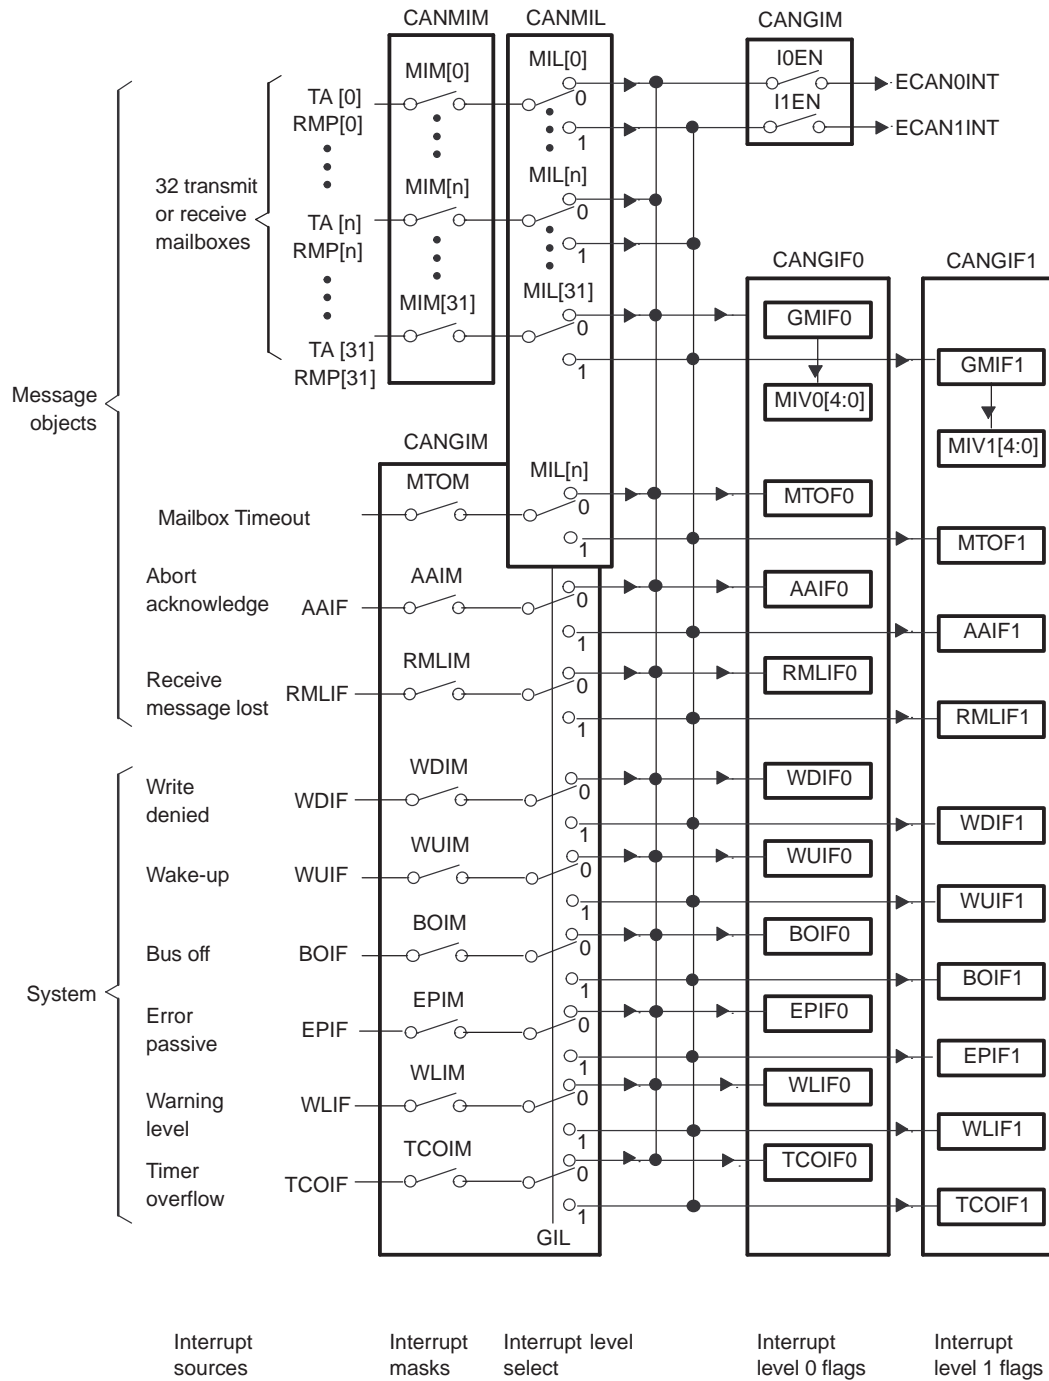 CANMIM
CANMIL
CANGIM
MIM[0]
MIL[0]
I0EN
TA [0]
RMP[0]
0
1
ECAN0INT
I1EN
ECAN1INT
32 transmit
or receive
mailboxes
MIM[n]
MIL[n]
TA [n]
RMP[n]
0
1
CANGIF0
CANGIF1
MIM[31]
MIL[31]
TA [31]
RMP[31]
0
1
GMIF0
GMIF1
MIV0[4:0]
MIV1[4:0]
Message
objects
CANGIM
MTOM
MIL[n]
Mailbox Timeout
0
1
MTOF0
MTOF1
Abort
acknowledge
AAIF
AAIM
0
1
AAIF0
AAIF1
Receive
message lost
RMLIF
RMLIM
0
1
RMLIF0
RMLIF1
Write
denied
WDIF
WDIM
0
1
WDIF0
WDIF1
Wake-up
WUIF
WUIM
0
1
WUIF0
WUIF1
Bus off
BOIF
BOIM
0
1
BOIF0
BOIF1
System
Error
passive
EPIF
EPIM
0
1
EPIF0
EPIF1
Warning
level
WLIF
WLIM
0
1
WLIF0
WLIF1
Timer
overflow
TCOIF
TCOIM
0
1
TCOIF0
TCOIF1
GIL
Interrupt
sources
Interrupt
masks
Interrupt level
select
Interrupt
level 0 flags
Interrupt
level 1 flags